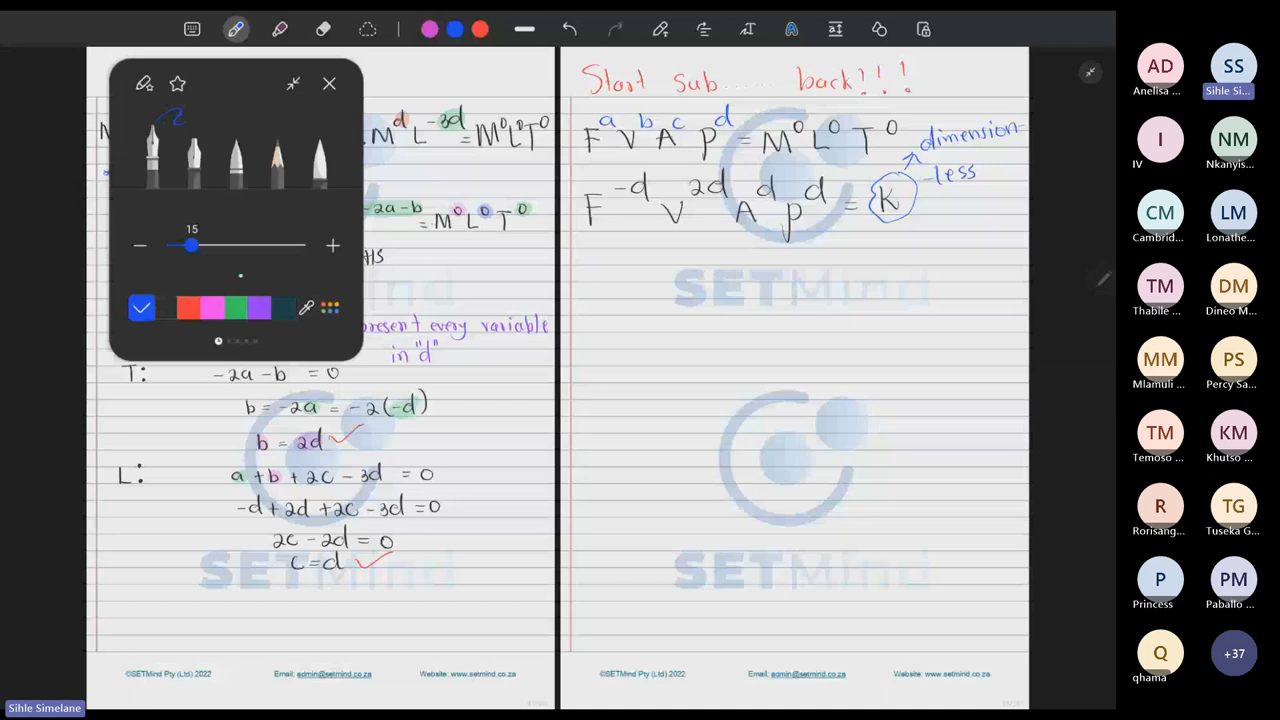 M^d L^-3d = M^0 L^0 T^0
-2a-b = M^0 L^0 T^0
15
present every variable
in "d"
T: -2a - b = 0
b = -2a = -2(-d)
b = 2d ✓
L: a + b + 2c - 3d = 0
-d + 2d + 2c - 3d = 0
2c - 2d = 0
c = d ✓
SETMind
©SETMind Pty (Ltd) 2022 Email: admin@setmind.co.za Website: www.setmind.co.za
Start sub...... back!!!
F^a V^b A^c p^d = M^0 L^0 T^0
dimension-
-less
F^-d V^2d A^d p^d = K
SETMind
SETMind
©SETMind Pty (Ltd) 2022 Email: admin@setmind.co.za Website: www.setmind.co.za
AD SS
Anelisa ... Sihle Si...
I NM
IV Nkanyis...
CM LM
Cambrid... Lonathe...
TM DM
Thabile ... Dineo M...
MM PS
Mlamuli ... Percy Sa...
TM KM
Temoso ... Khutso ...
R TG
Rorisang... Tuseka G...
P PM
Princess Paballo ...
Q +37
qhama
Sihle Simelane